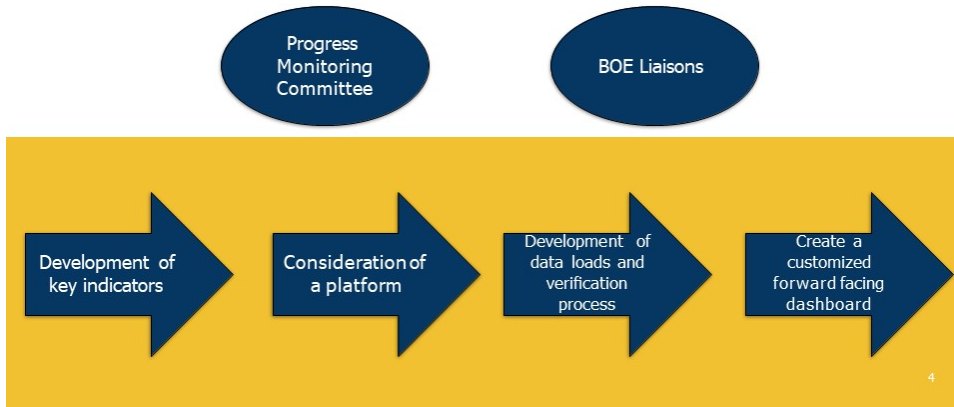 Progress
Monitoring
Committee
BOE Liaisons
Development of
key indicators
Consideration of
a platform
Development of
data loads and
verification
process
Create a
customized
forward facing
dashboard
4